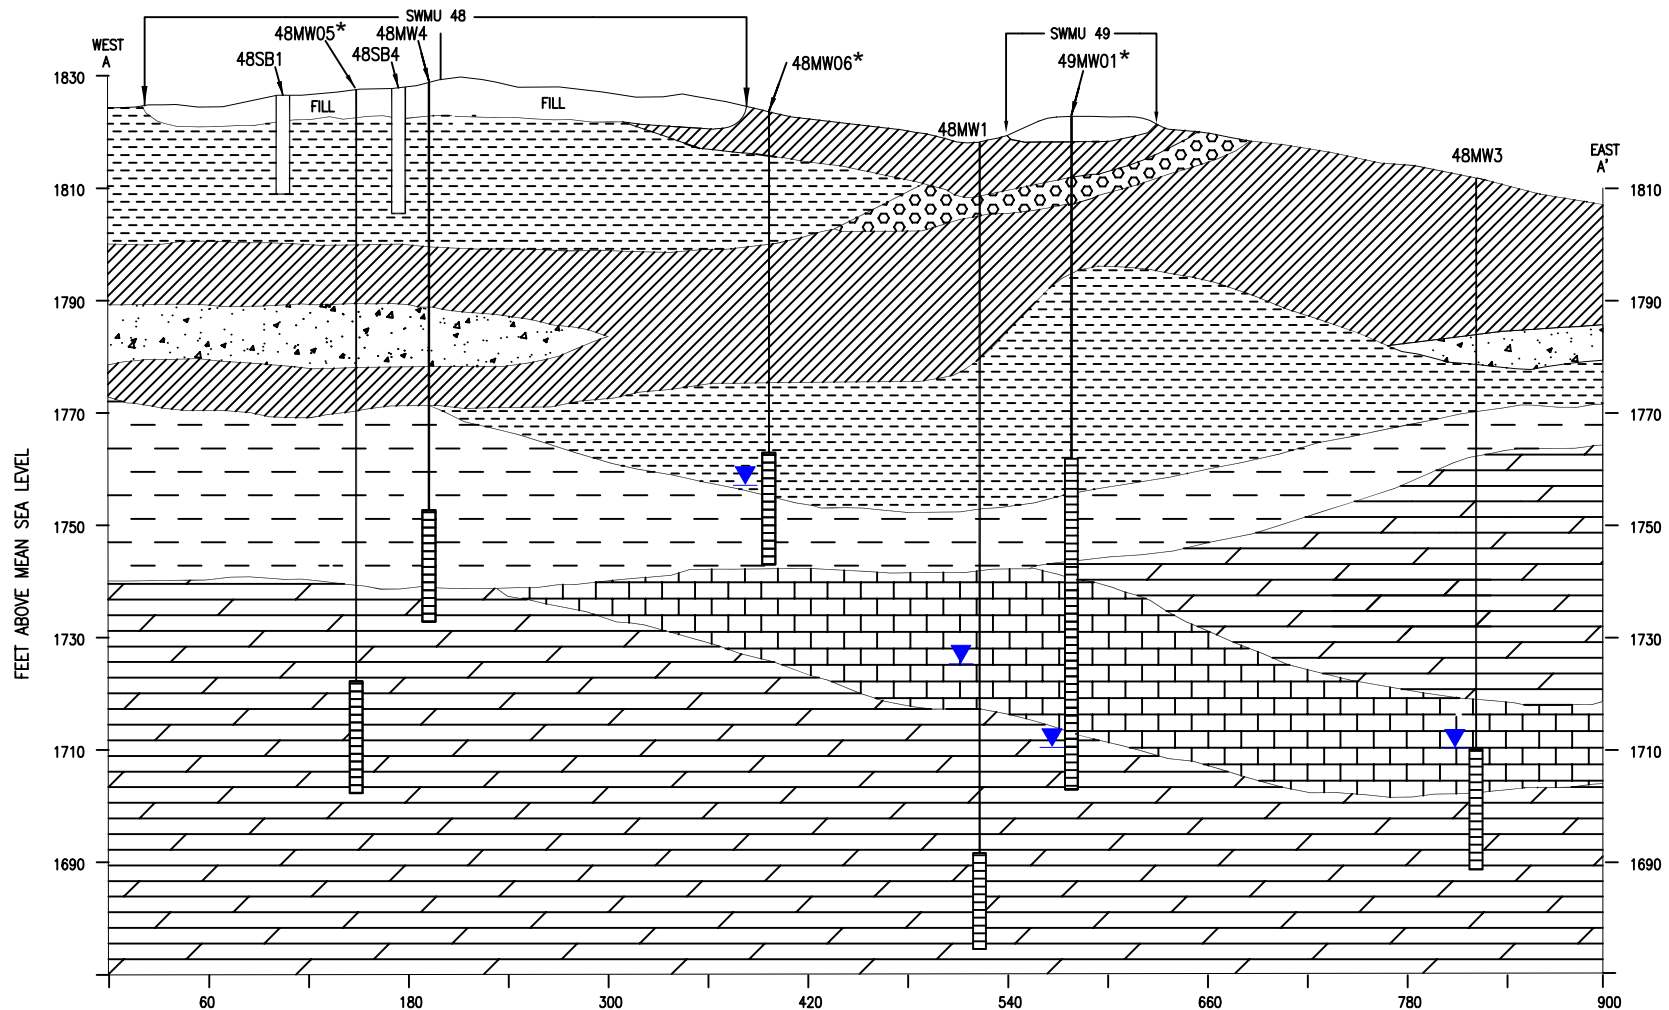 SWMU 48
48MW05*
48MW4
SWMU 49
WEST
A
48SB1
48SB4
48MW06*
49MW01*
1830
FILL
FILL
48MW1
48MW3
EAST
A'
1810
1810
1790
1790
1770
1770
FEET ABOVE MEAN SEA LEVEL
1750
1750
1730
1730
1710
1710
1690
1690
60
180
300
420
540
660
780
900